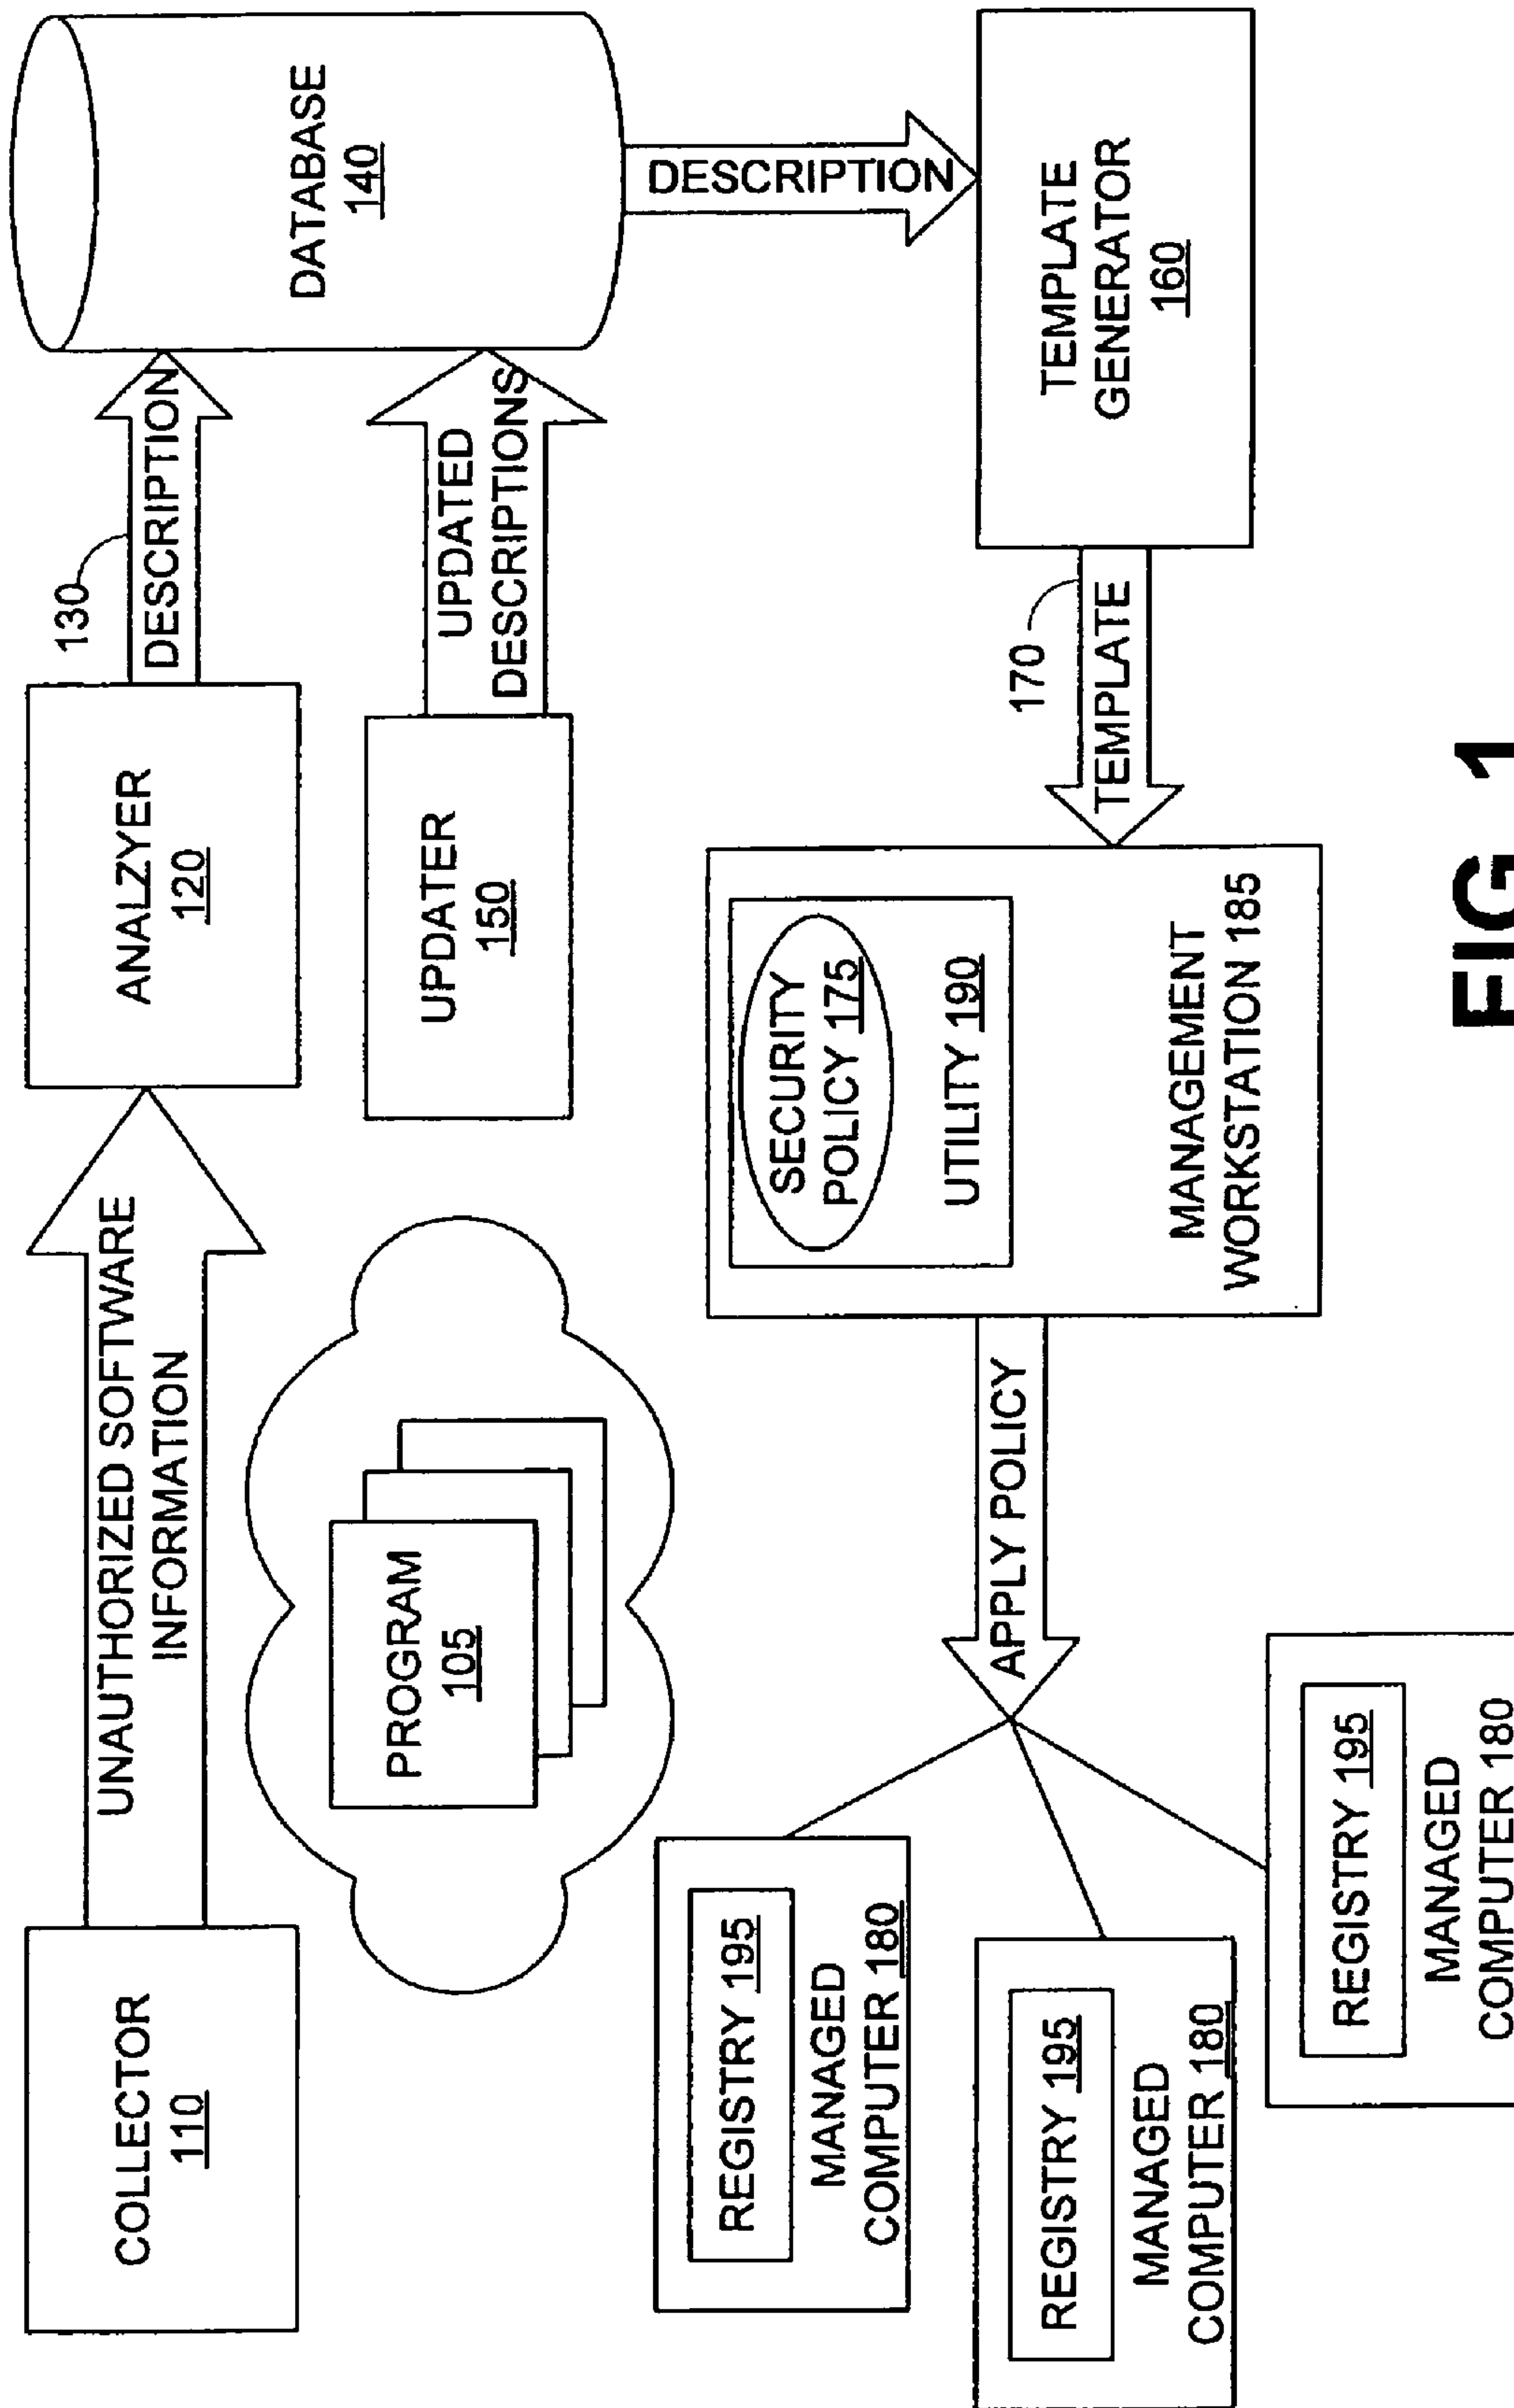 COLLECTOR
110
UNAUTHORIZED SOFTWARE
INFORMATION
ANALZYER
120
130
DESCRIPTION
DATABASE
140
UPDATER
150
UPDATED
DESCRIPTIONS
PROGRAM
105
DESCRIPTION
REGISTRY 195
MANAGED
COMPUTER 180
APPLY POLICY
SECURITY
POLICY 175
UTILITY 190
MANAGEMENT
WORKSTATION 185
170
TEMPLATE
TEMPLATE
GENERATOR
160
REGISTRY 195
MANAGED
COMPUTER 180
REGISTRY 195
MANAGED
COMPUTER 180
FIG 1